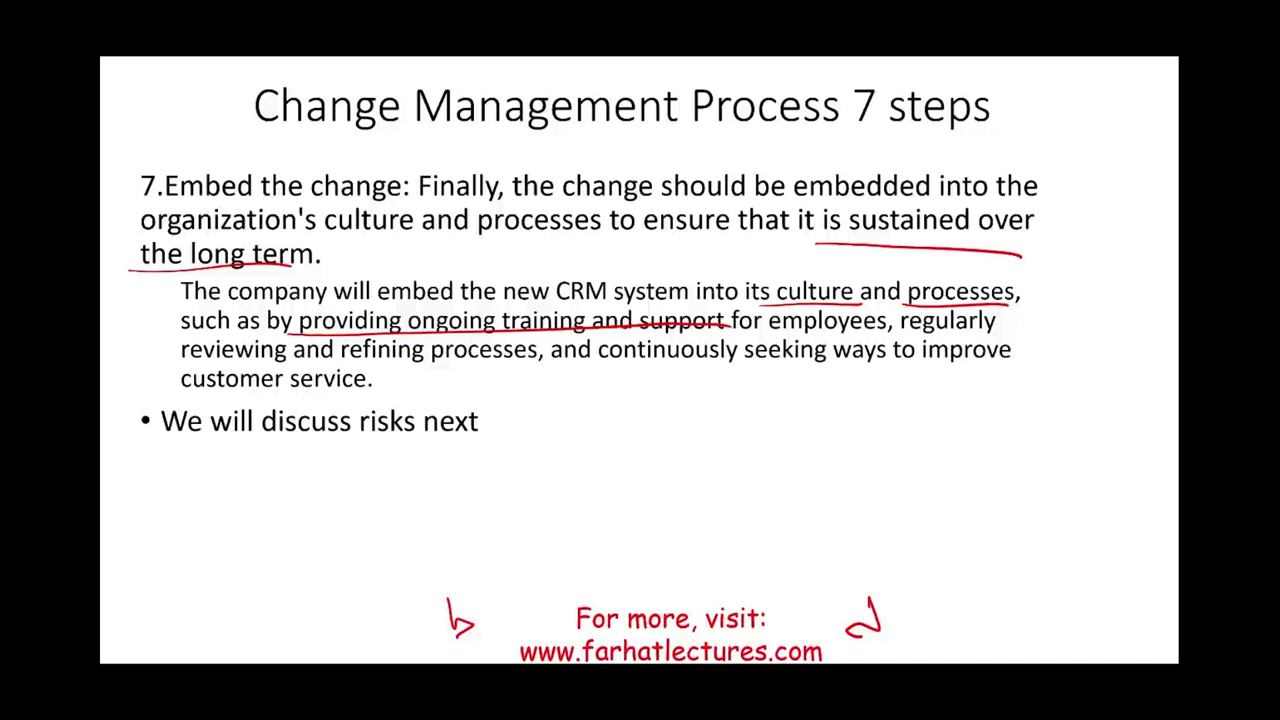 Change Management Process 7 steps
7.Embed the change: Finally, the change should be embedded into the
organization's culture and processes to ensure that it is sustained over
the long term.
The company will embed the new CRM system into its culture and processes,
such as by providing ongoing training and support for employees, regularly
reviewing and refining processes, and continuously seeking ways to improve
customer service.
• We will discuss risks next
For more, visit:
www.farhatlectures.com